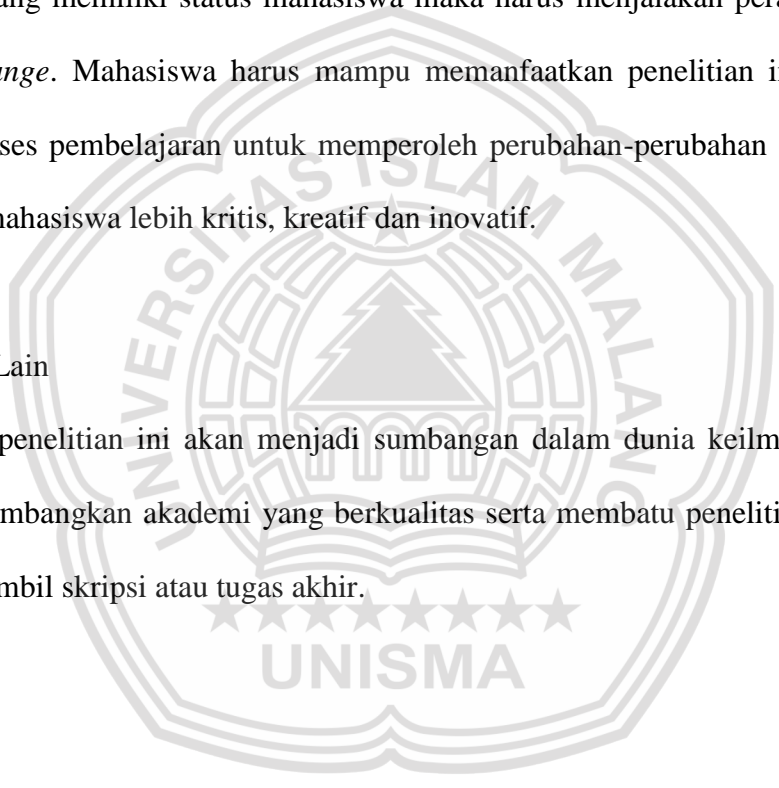 ang memiliki status mahasiswa maka harus menjalakan pera
ange. Mahasiswa harus mampu memanfaatkan penelitian i
ses pembelajaran untuk memperoleh perubahan-perubahan
mahasiswa lebih kritis, kreatif dan inovatif.
Lain
penelitian ini akan menjadi sumbangan dalam dunia keilm
mbangkan akademi yang berkualitas serta membatu peneliti
mbil skripsi atau tugas akhir.
UNIVERSITAS ISLAM MALANG
UNISMA